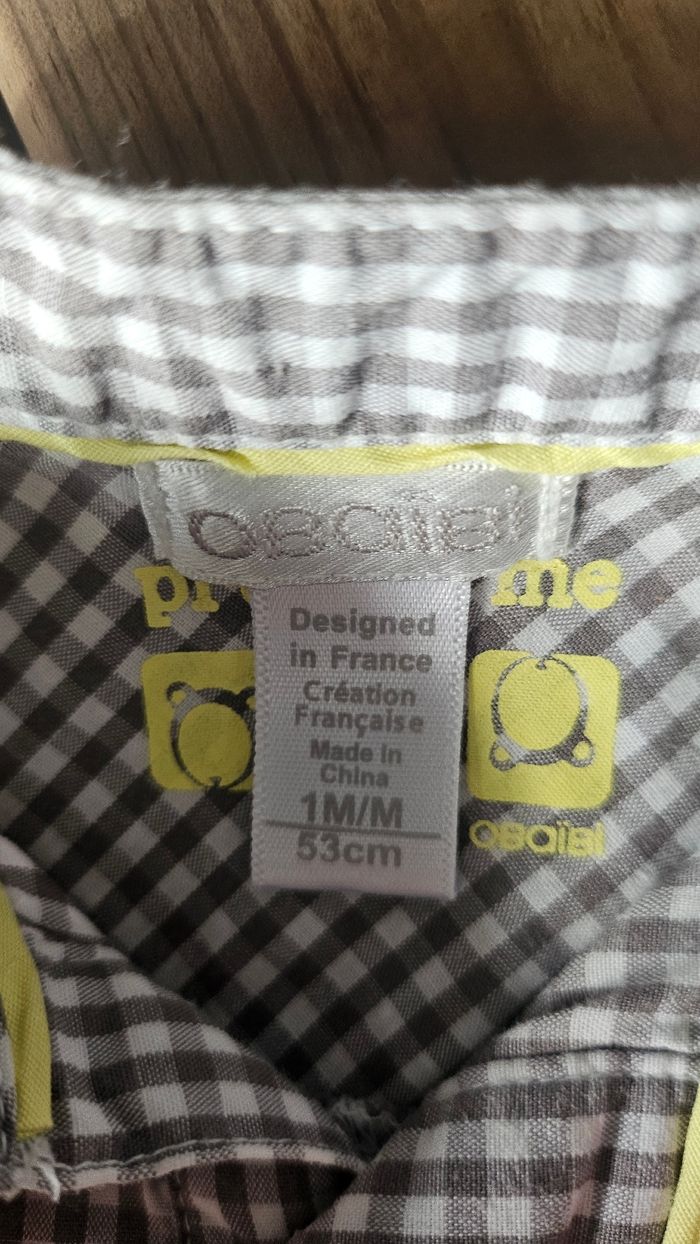 OBAÏBI
me
Designed
in France
Création
Française
Made in
China
1M/M
53cm
OBAÏBI